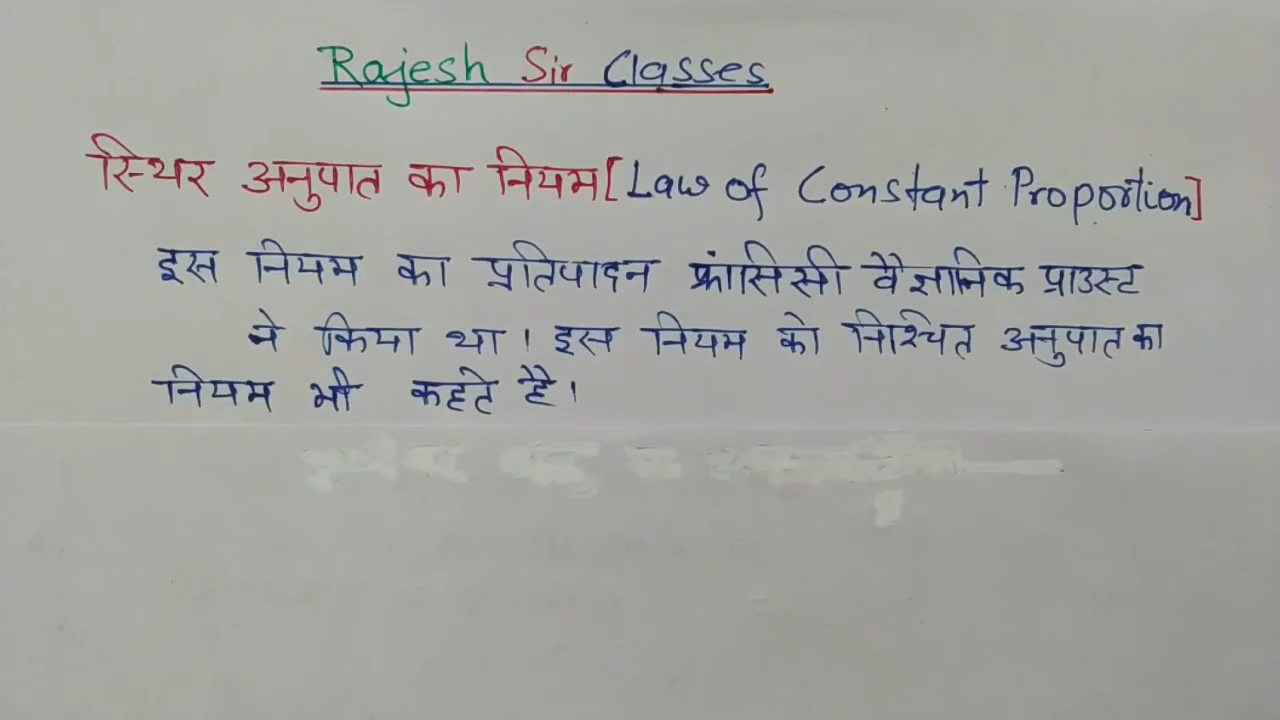 Rajesh Sir Classes
स्थिर अनुपात का नियम [Law of Constant Proportion]
इस नियम का प्रतिपादन फ्रांसिसी वैज्ञानिक प्राउस्ट
ने किया था। इस नियम को निश्चित अनुपात का
नियम भी कहते है।